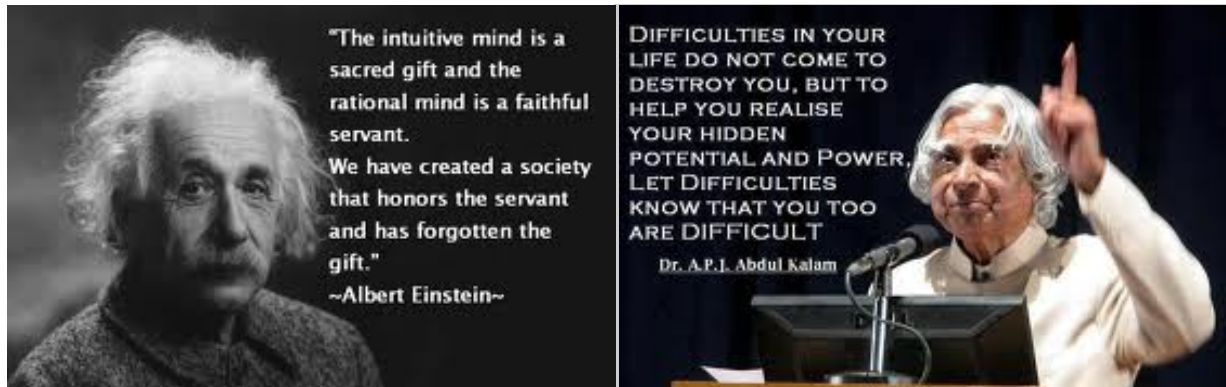 "The intuitive mind is a
sacred gift and the
rational mind is a faithful
servant.
We have created a society
that honors the servant
and has forgotten the
gift."
~Albert Einstein~
DIFFICULTIES IN YOUR
LIFE DO NOT COME TO
DESTROY YOU, BUT TO
HELP YOU REALISE
YOUR HIDDEN
POTENTIAL AND POWER,
LET DIFFICULTIES
KNOW THAT YOU TOO
ARE DIFFICULT
Dr. A.P.J. Abdul Kalam